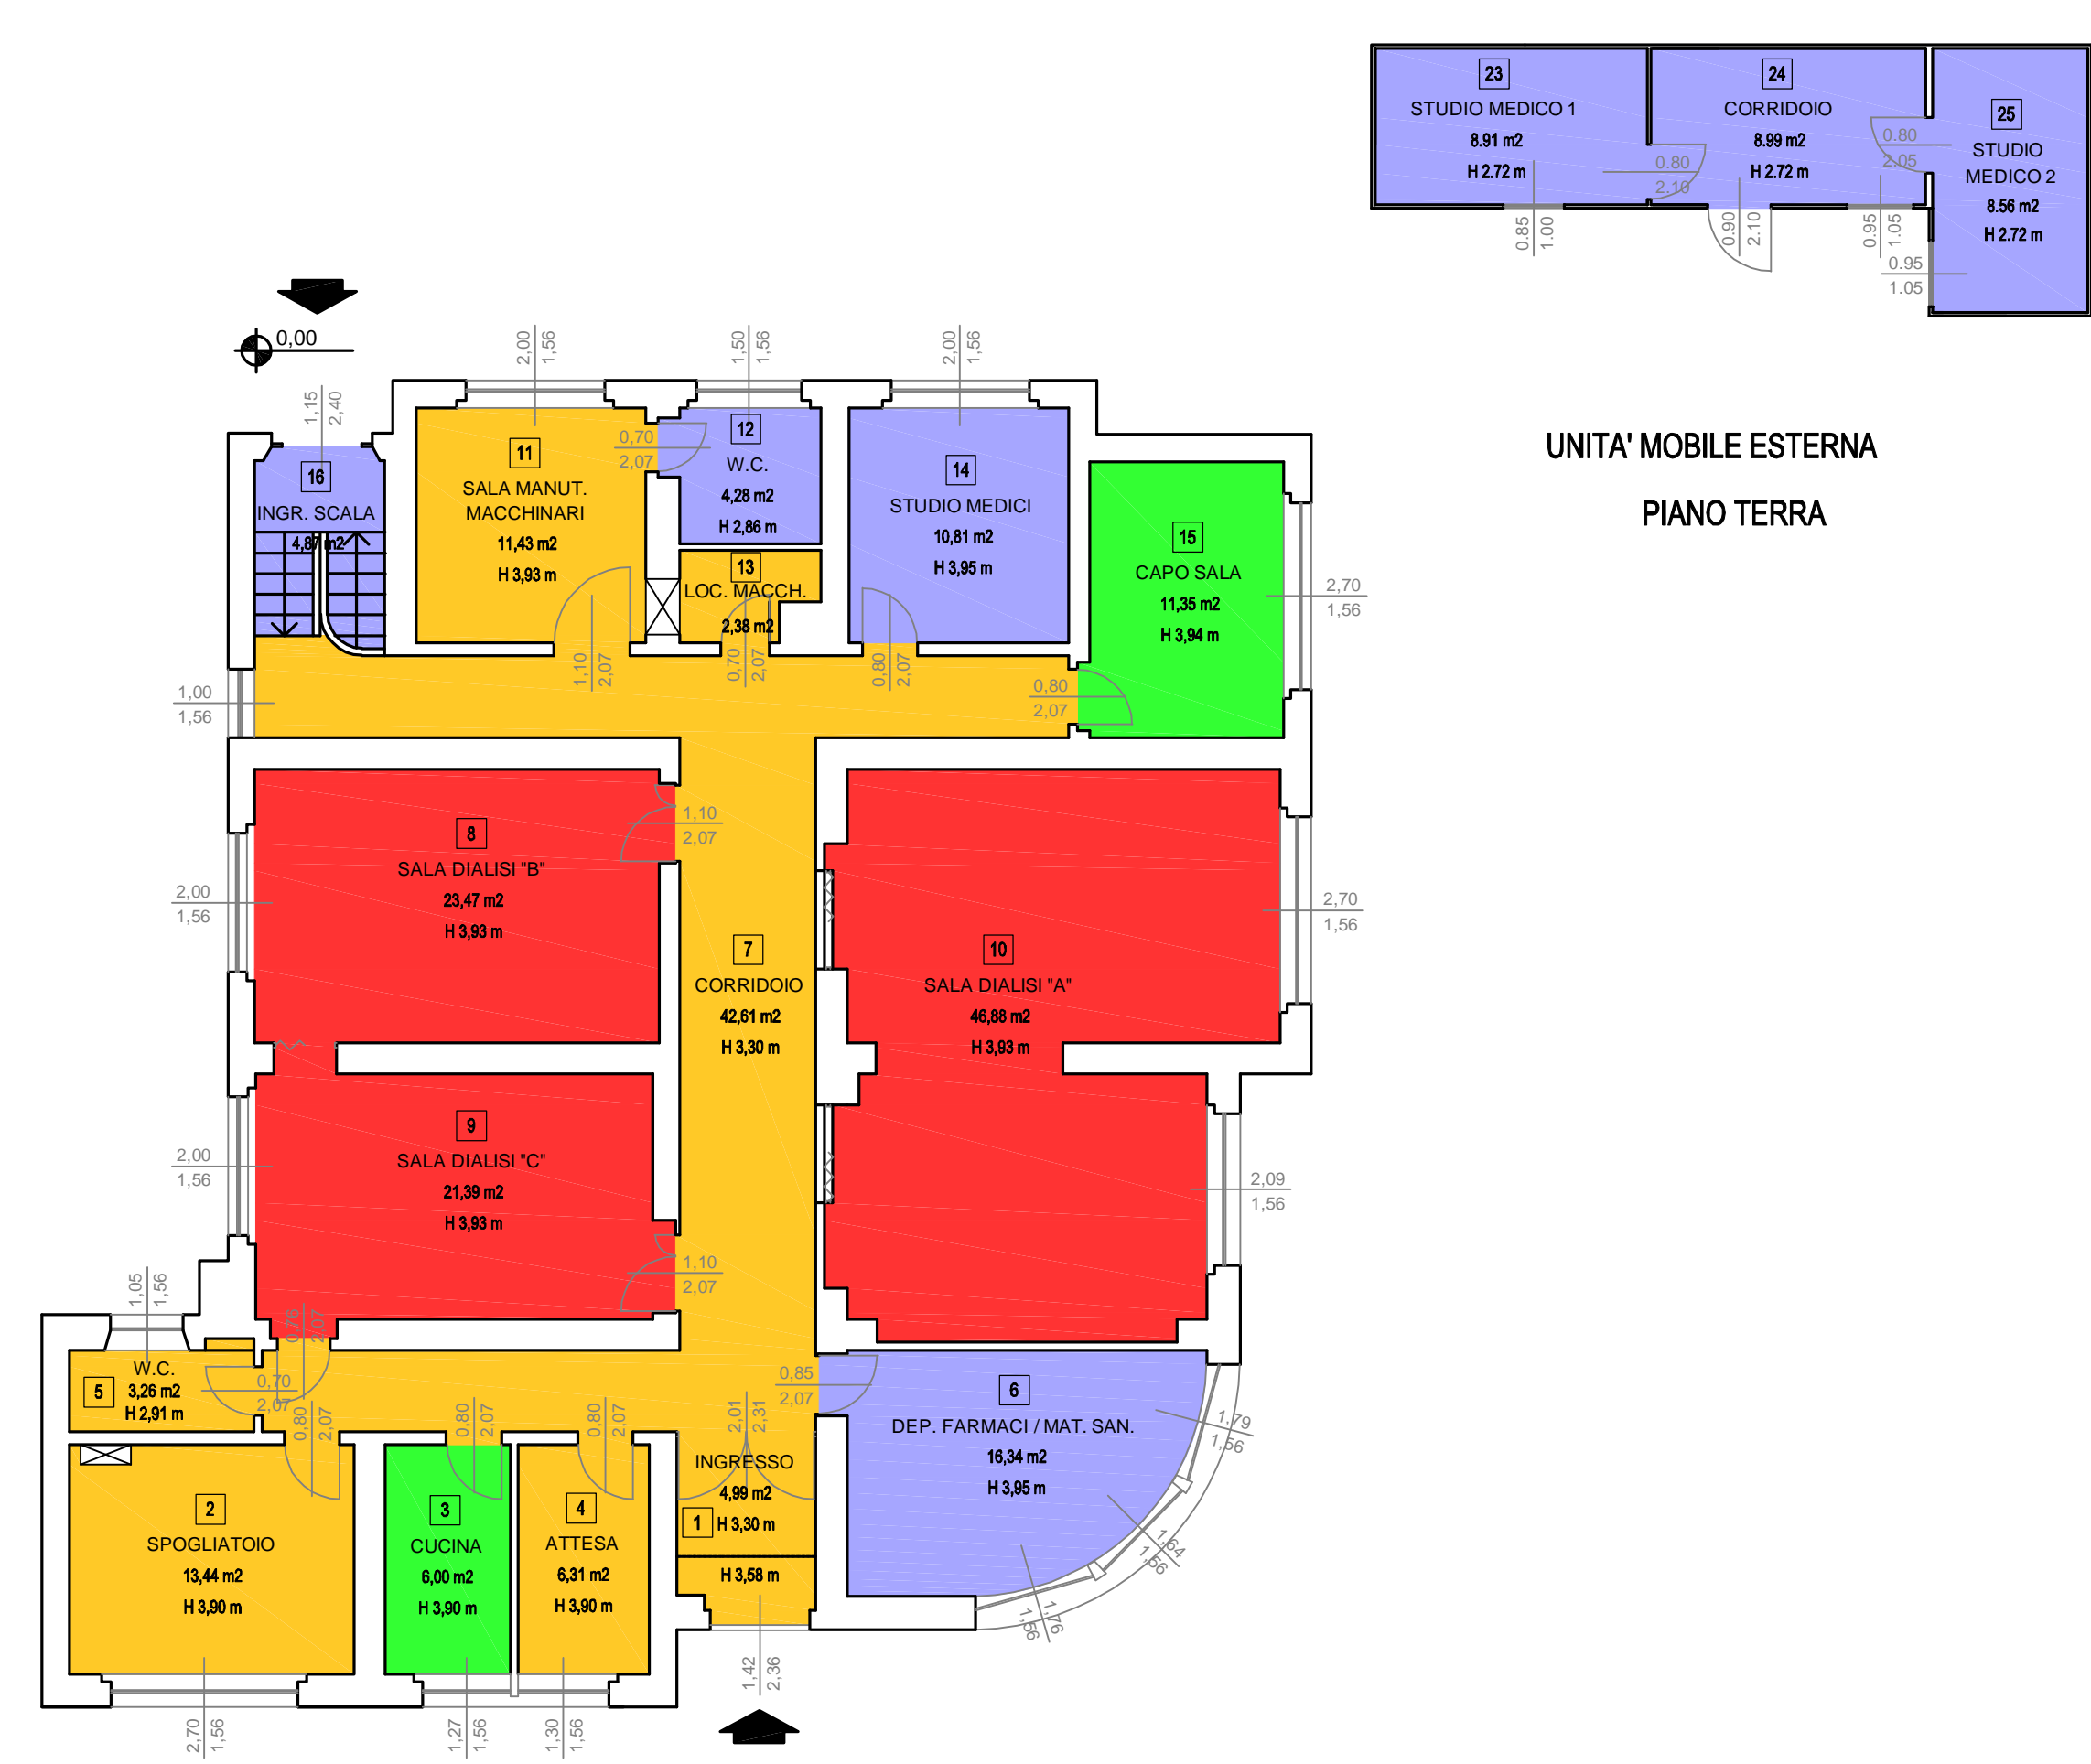 23
STUDIO MEDICO 1
8.91 m2
H 2.72 m
24
CORRIDOIO
8.99 m2
H 2.72 m
25
STUDIO
MEDICO 2
8.56 m2
H 2.72 m
0.80
2.10
0.80
2.05
0.85
1.00
0.90
2.10
0.95
1.05
0.95
1.05
UNITA' MOBILE ESTERNA
PIANO TERRA
0,00
1,15
2,40
2,00
1,56
1,50
1,56
2,00
1,56
16
INGR. SCALA
4,87 m2
11
SALA MANUT.
MACCHINARI
11,43 m2
H 3,93 m
0,70
2,07
12
W.C.
4,28 m2
H 2,86 m
13
LOC. MACCH.
2,38 m2
14
STUDIO MEDICI
10,81 m2
H 3,95 m
15
CAPO SALA
11,35 m2
H 3,94 m
2,70
1,56
1,10
2,07
0,70
2,07
0,80
2,07
0,80
2,07
1,00
1,56
8
SALA DIALISI "B"
23,47 m2
H 3,93 m
1,10
2,07
2,00
1,56
7
CORRIDOIO
42,61 m2
H 3,30 m
10
SALA DIALISI "A"
46,88 m2
H 3,93 m
2,70
1,56
9
SALA DIALISI "C"
21,39 m2
H 3,93 m
2,00
1,56
1,10
2,07
2,09
1,56
1,05
1,56
0,76
2,07
5
W.C.
3,26 m2
H 2,91 m
0,70
2,07
0,80
2,07
0,80
2,07
0,80
2,07
2,01
2,31
0,85
2,07
6
DEP. FARMACI / MAT. SAN.
16,34 m2
H 3,95 m
1,79
1,56
1,64
1,56
1,76
1,56
2
SPOGLIATOIO
13,44 m2
H 3,90 m
3
CUCINA
6,00 m2
H 3,90 m
4
ATTESA
6,31 m2
H 3,90 m
INGRESSO
4,99 m2
1
H 3,30 m
H 3,58 m
1,42
2,36
2,70
1,56
1,27
1,56
1,30
1,56